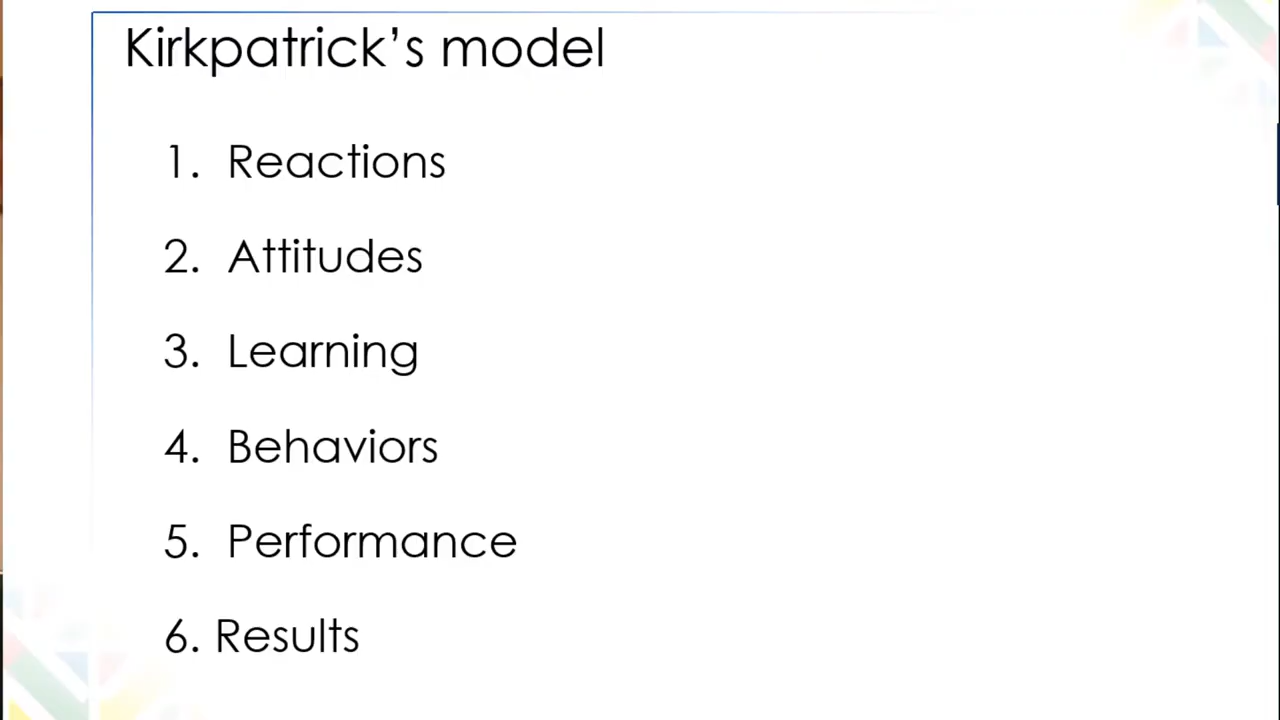 Kirkpatrick’s model
1. Reactions
2. Attitudes
3. Learning
4. Behaviors
5. Performance
6. Results